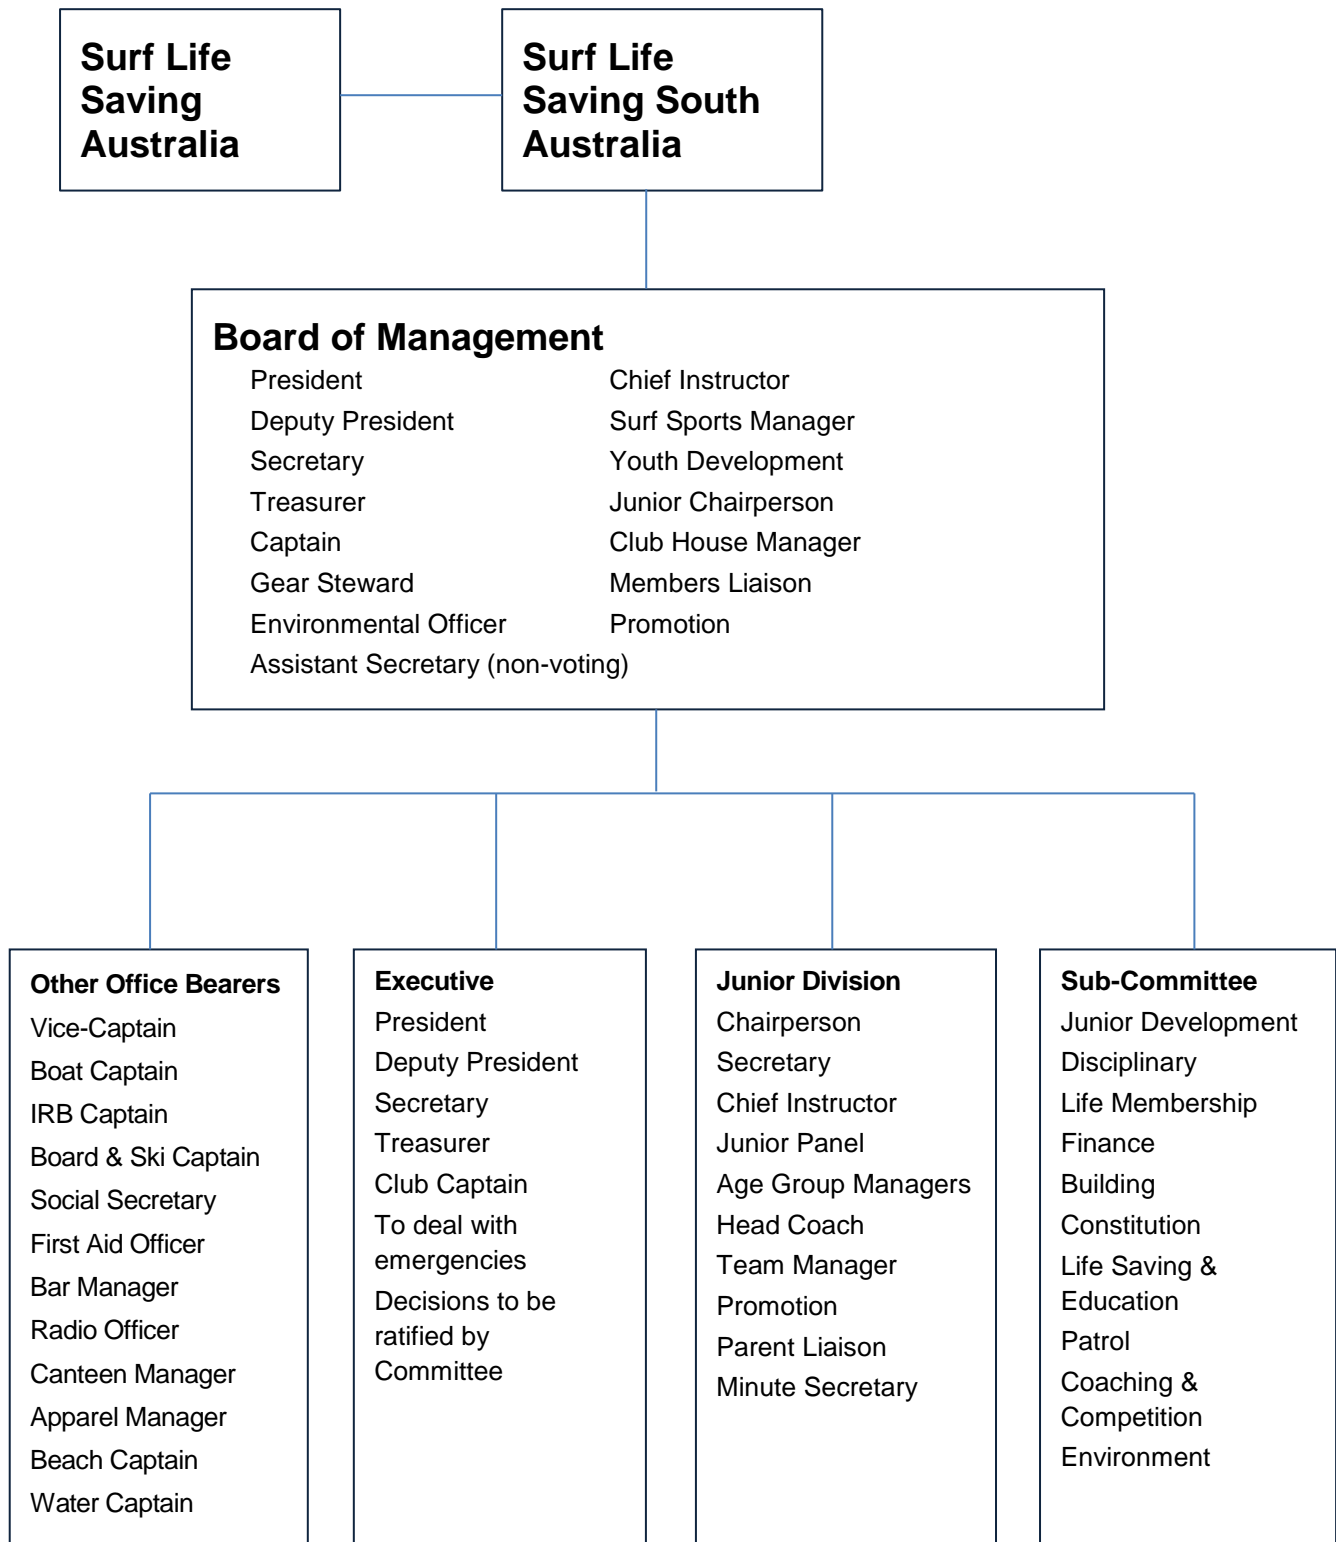 Surf Life
Saving
Australia
Surf Life
Saving South
Australia
Board of Management
President
Deputy President
Secretary
Treasurer
Captain
Gear Steward
Environmental Officer
Assistant Secretary (non-voting)
Chief Instructor
Surf Sports Manager
Youth Development
Junior Chairperson
Club House Manager
Members Liaison
Promotion
Other Office Bearers
Vice-Captain
Boat Captain
IRB Captain
Board & Ski Captain
Social Secretary
First Aid Officer
Bar Manager
Radio Officer
Canteen Manager
Apparel Manager
Beach Captain
Water Captain
Executive
President
Deputy President
Secretary
Treasurer
Club Captain
To deal with
emergencies
Decisions to be
ratified by
Committee
Junior Division
Chairperson
Secretary
Chief Instructor
Junior Panel
Age Group Managers
Head Coach
Team Manager
Promotion
Parent Liaison
Minute Secretary
Sub-Committee
Junior Development
Disciplinary
Life Membership
Finance
Building
Constitution
Life Saving &
Education
Patrol
Coaching &
Competition
Environment